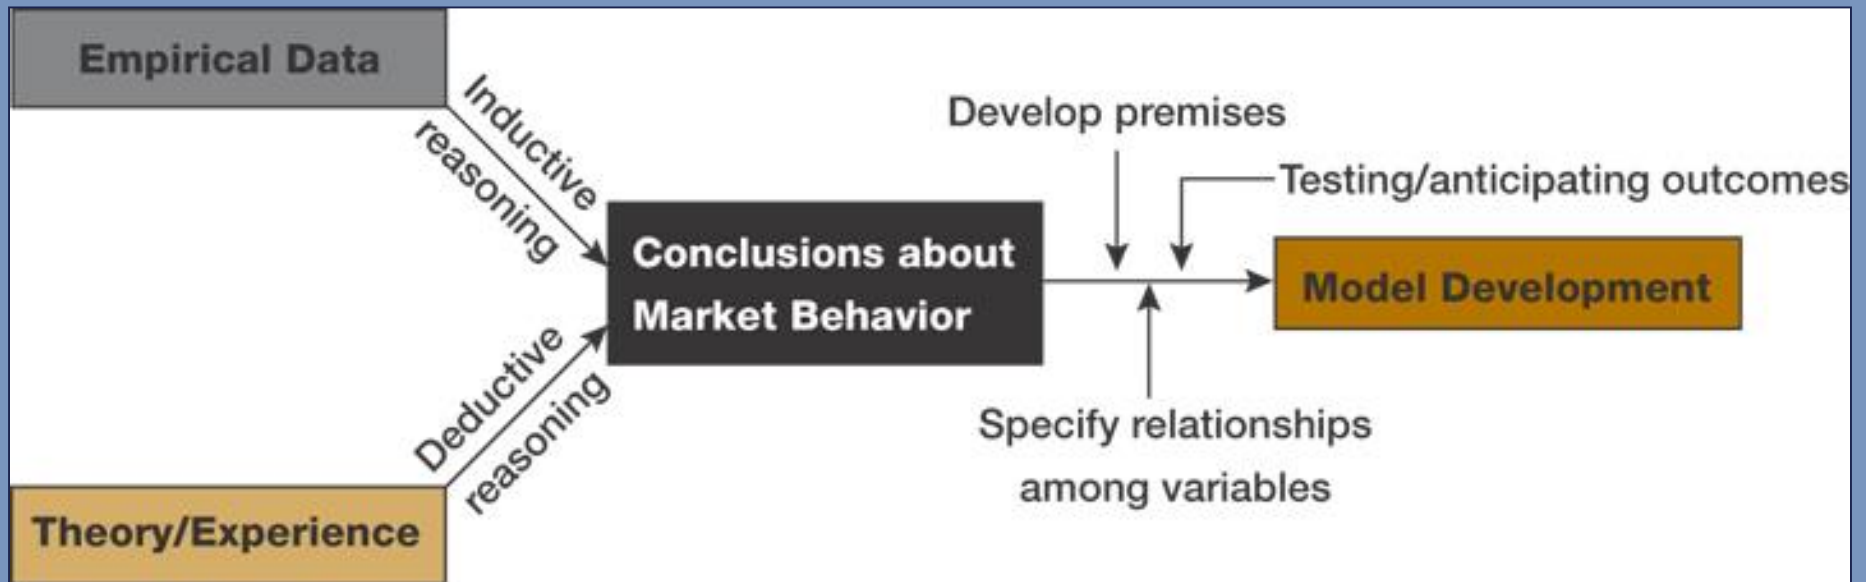 Empirical Data
Inductive
reasoning
Develop premises
Testing/anticipating outcomes
Conclusions about
Market Behavior
Model Development
Deductive
reasoning
Specify relationships
among variables
Theory/Experience